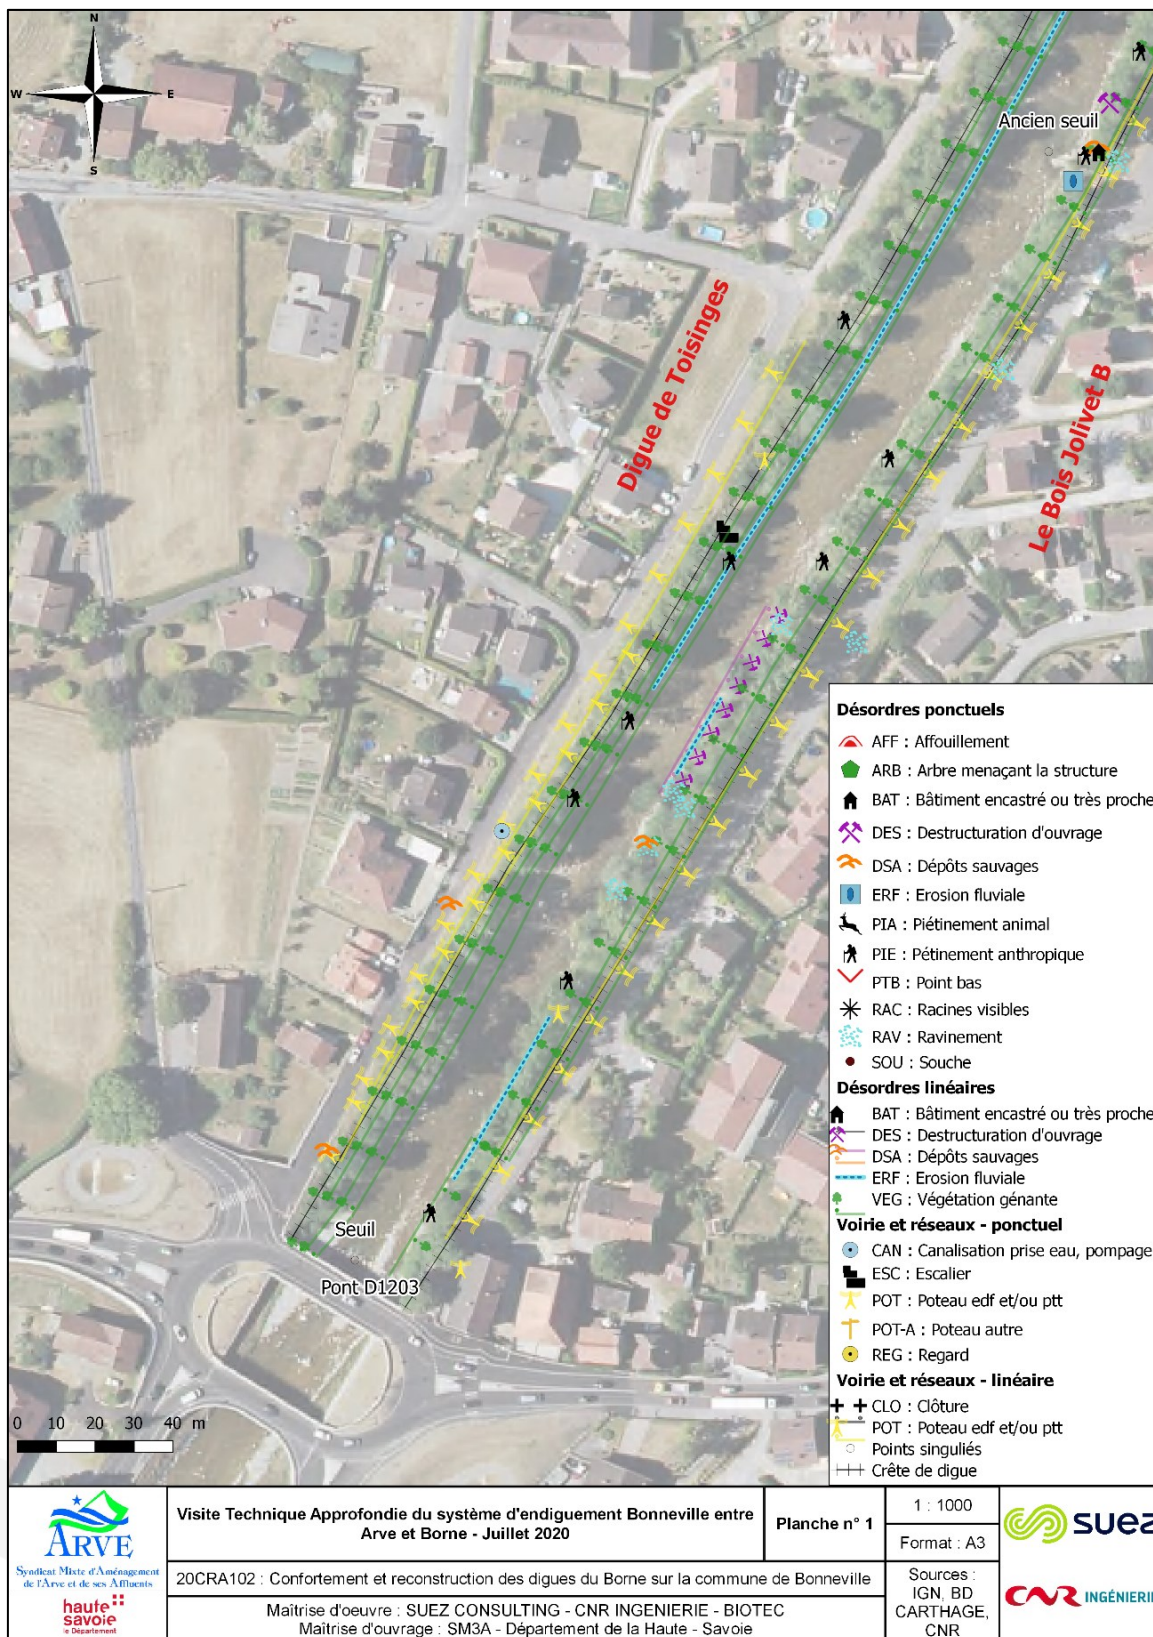 N
W
E
S
Ancien seuil
Digue de Toisinges
Le Bois Jolivet B
Seuil
Pont D1203
0 10 20 30 40 m
Désordres ponctuels
AFF : Affouillement
ARB : Arbre menaçant la structure
BAT : Bâtiment encastré ou très proche
DES : Destructuration d'ouvrage
DSA : Dépôts sauvages
ERF : Erosion fluviale
PIA : Piétinement animal
PIE : Pétinement anthropique
PTB : Point bas
RAC : Racines visibles
RAV : Ravinement
SOU : Souche
Désordres linéaires
BAT : Bâtiment encastré ou très proche
DES : Destructuration d'ouvrage
DSA : Dépôts sauvages
ERF : Erosion fluviale
VEG : Végétation génante
Voirie et réseaux - ponctuel
CAN : Canalisation prise eau, pompage
ESC : Escalier
POT : Poteau edf et/ou ptt
POT-A : Poteau autre
REG : Regard
Voirie et réseaux - linéaire
CLO : Clôture
POT : Poteau edf et/ou ptt
Points singuliés
Crête de digue
ARVE
Syndicat Mixte d'Aménagement
de l'Arve et de ses Affluents
haute
savoie
le Département
Visite Technique Approfondie du système d'endiguement Bonneville entre
Arve et Borne - Juillet 2020
Planche n° 1
1 : 1000
Format : A3
20CRA102 : Confortement et reconstruction des digues du Borne sur la commune de Bonneville
Maîtrise d'oeuvre : SUEZ CONSULTING - CNR INGENIERIE - BIOTEC
Maîtrise d'ouvrage : SM3A - Département de la Haute - Savoie
Sources :
IGN, BD
CARTHAGE,
CNR
suez
CNR INGÉNIERIE